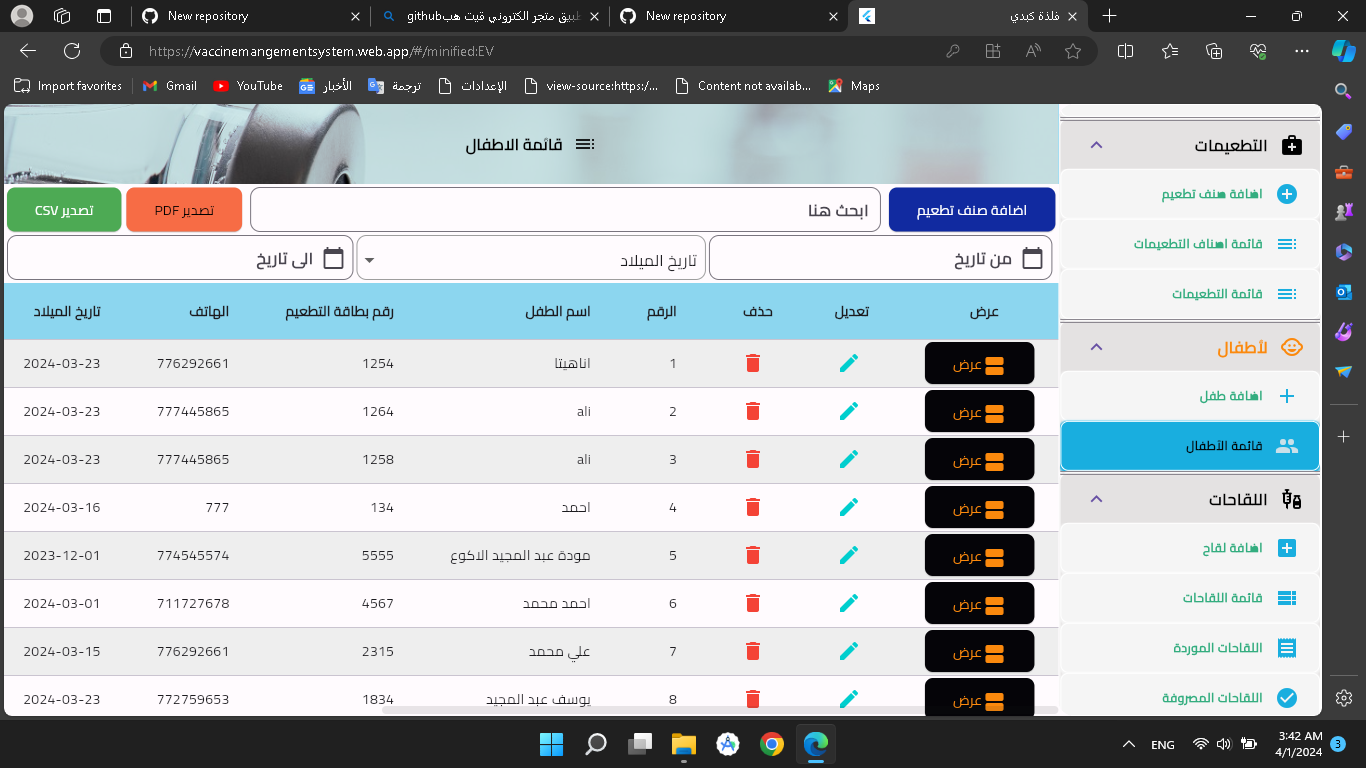 New repository
githubتطبيق متجر الكتروني قيت هب
New repository
فلذة كبدي
https://vaccinemangementsystem.web.app/#/minified:EV
Import favorites
Gmail
YouTube
الأخبار
ترجمة
الإعدادات
view-source:https:/...
Content not availab...
Maps
قائمة الاطفال
اضافة صنف تطعيم
ابحث هنا
تصدير PDF
تصدير CSV
من تاريخ
تاريخ الميلاد
الى تاريخ
عرض تعديل حذف الرقم اسم الطفل رقم بطاقة التطعيم الهاتف تاريخ الميلاد
عرض 1 اناهيتا 1254 776292661 2024-03-23
عرض 2 ali 1264 777445865 2024-03-23
عرض 3 ali 1258 777445865 2024-03-23
عرض 4 احمد 134 777 2024-03-16
عرض 5 مودة عبد المجيد الاكوع 5555 774545574 2023-12-01
عرض 6 احمد محمد 4567 711727678 2024-03-01
عرض 7 علي محمد 2315 776292661 2024-03-15
عرض 8 يوسف عبد المجيد 1834 772759653 2024-03-23
التطعيمات
اضافة صنف تطعيم
قائمة اصناف التطعيمات
قائمة التطعيمات
لأطفال
اضافة طفل
قائمة الأطفال
اللقاحات
اضافة لقاح
قائمة اللقاحات
اللقاحات الموردة
اللقاحات المصروفة
ENG
3:42 AM
4/1/2024
3